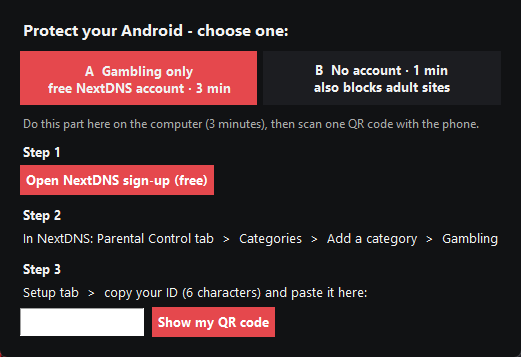 Protect your Android - choose one:
A  Gambling only
free NextDNS account · 3 min
B  No account · 1 min
also blocks adult sites
Do this part here on the computer (3 minutes), then scan one QR code with the phone.
Step 1
Open NextDNS sign-up (free)
Step 2
In NextDNS: Parental Control tab  >  Categories  >  Add a category  >  Gambling
Step 3
Setup tab  >  copy your ID (6 characters) and paste it here:
Show my QR code